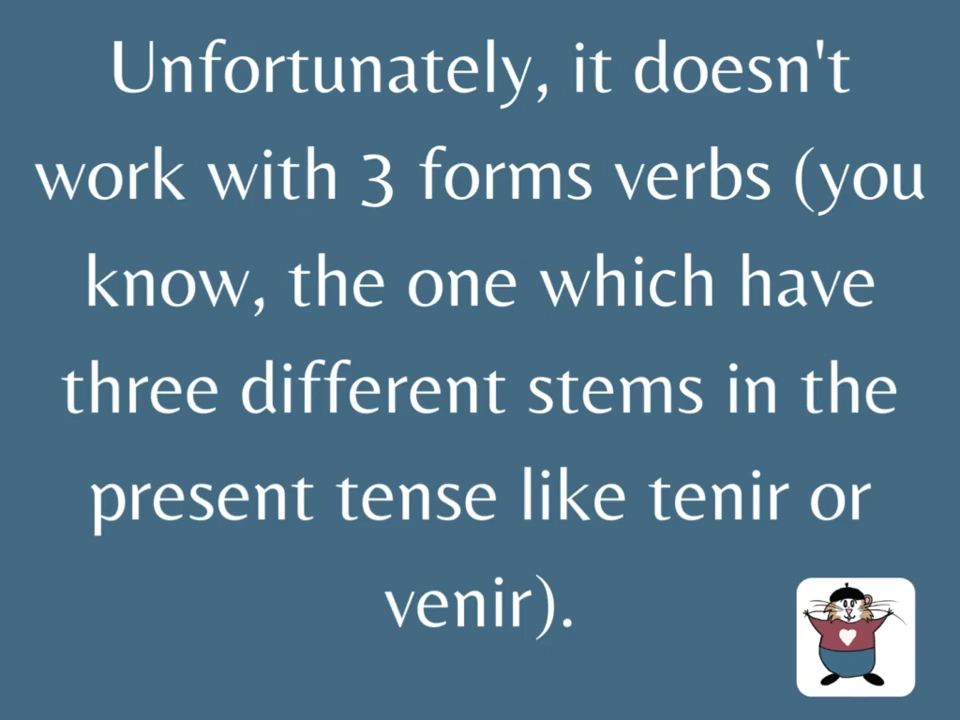 Unfortunately, it doesn't
work with 3 forms verbs (you
know, the one which have
three different stems in the
present tense like tenir or
venir).